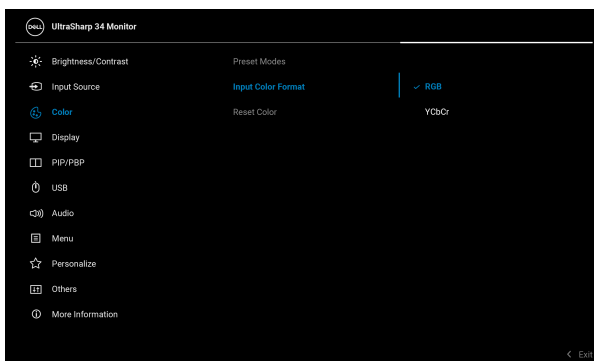 DELL UltraSharp 34 Monitor
Brightness/Contrast Preset Modes
Input Source Input Color Format RGB
Color Reset Color YCbCr
Display
PIP/PBP
USB
Audio
Menu
Personalize
Others
More Information
Exit